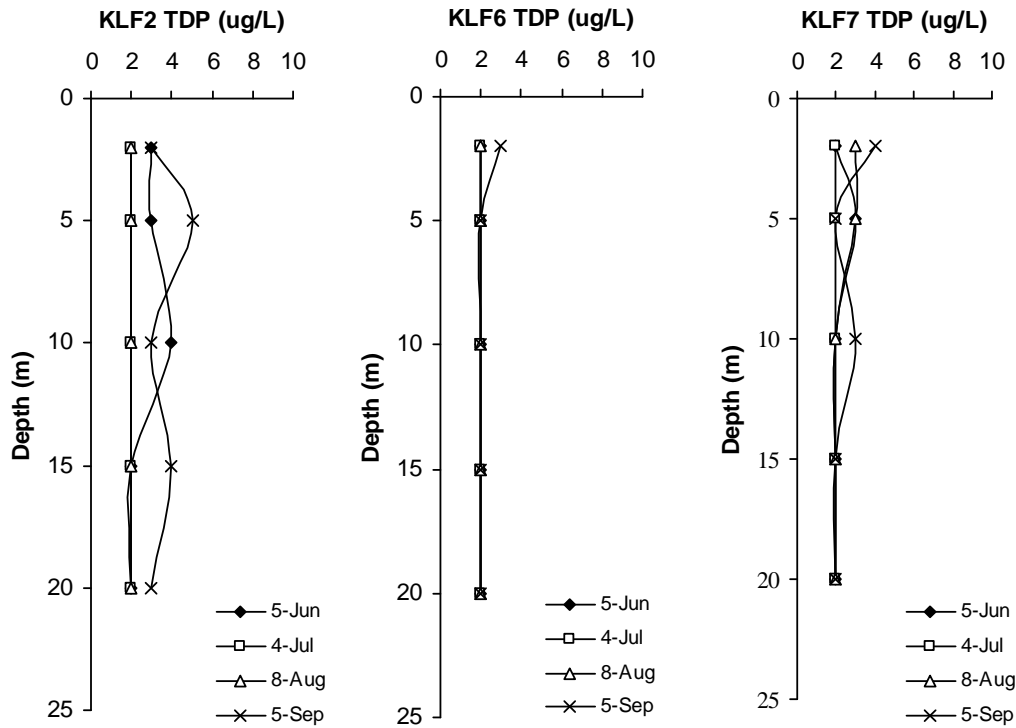 KLF2 TDP (ug/L)
0 2 4 6 8 10
0
5
10
15
20
25
Depth (m)
5-Jun
4-Jul
8-Aug
5-Sep
KLF6 TDP (ug/L)
0 2 4 6 8 10
0
5
10
15
20
25
Depth (m)
5-Jun
4-Jul
8-Aug
5-Sep
KLF7 TDP (ug/L)
0 2 4 6 8 10
0
5
10
15
20
25
Depth (m)
5-Jun
4-Jul
8-Aug
5-Sep